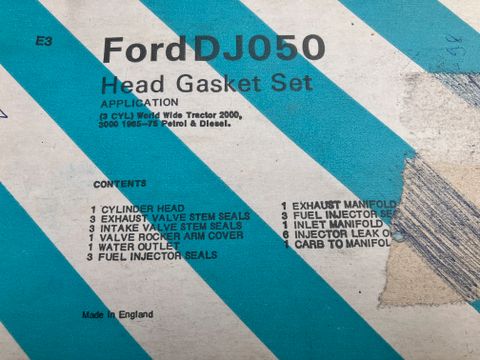 E3
Ford DJ050
Head Gasket Set
APPLICATION
(3 CYL) World Wide Tractor 2000,
3000 1965–75 Petrol & Diesel.
CONTENTS
1 CYLINDER HEAD
3 EXHAUST VALVE STEM SEALS
3 INTAKE VALVE STEM SEALS
1 VALVE ROCKER ARM COVER
1 WATER OUTLET
3 FUEL INJECTOR SEALS
1 EXHAUST MANIFOLD
3 FUEL INJECTOR
1 INLET MANIFOLD
6 INJECTOR LEAK
1 CARB TO
Made in England